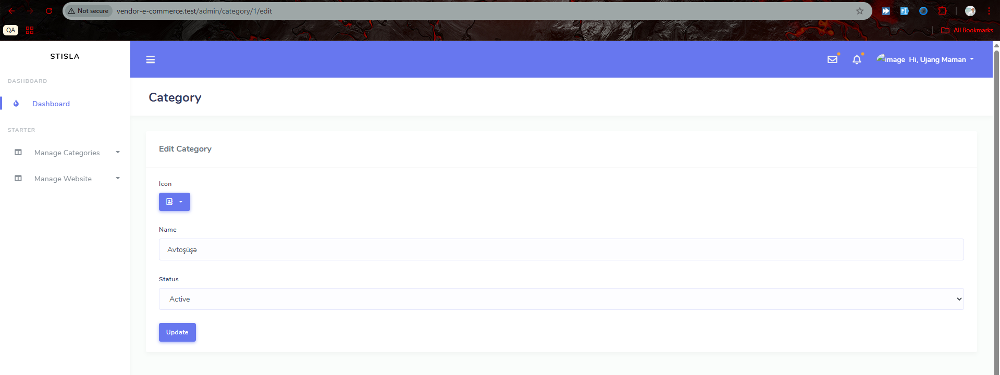 Not secure vendor-e-commerce.test/admin/category/1/edit
QA
All Bookmarks
STISLA
image Hi, Ujang Maman
DASHBOARD
Dashboard
STARTER
Manage Categories
Manage Website
Category
Edit Category
Icon
Name
Avtoşüşə
Status
Active
Update